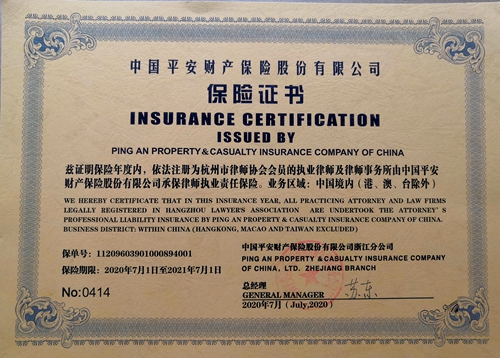 中国平安财产保险股份有限公司
保险证书
INSURANCE CERTIFICATION
ISSUED BY
PING AN PROPERTY&CASUALTY INSURANCE COMPANY OF CHINA
兹证明保险年度内，依法注册为杭州市律师协会会员的执业律师及律师事务所由中国平安
财产保险股份有限公司承保律师执业责任保险。业务区域：中国境内（港、澳、台除外）
WE HEREBY CERTIFICATE THAT IN THIS INSURANCE YEAR, ALL PRACTICING ATTORNEY AND LAW FIRMS
LEGALLY REGISTERED IN HANGZHOU LAWYER'S ASSOCIATION ARE UNDERTOOK THE ATTORNEY'S
PROFESSIONAL LIABILITY INSURANCE BY PING AN PROPERTY & CASUALTY INSURANCE COMPANY OF CHINA.
BUSINESS DISTRICT: WITHIN CHINA (HANGKONG, MACAO AND TAIWAN EXCLUDED)
保单号：11209603901000894001
保险期限：2020年7月1日至2021年7月1日
No:0414
中国平安财产保险股份有限公司浙江分公司
PING AN PROPERTY &CASUALTY INSURANCE COMPANY
OF CHINA, LTD. ZHEJIANG BRANCH
总经理
GENERAL MANAGER 苏东
2020年7月（July,2020）